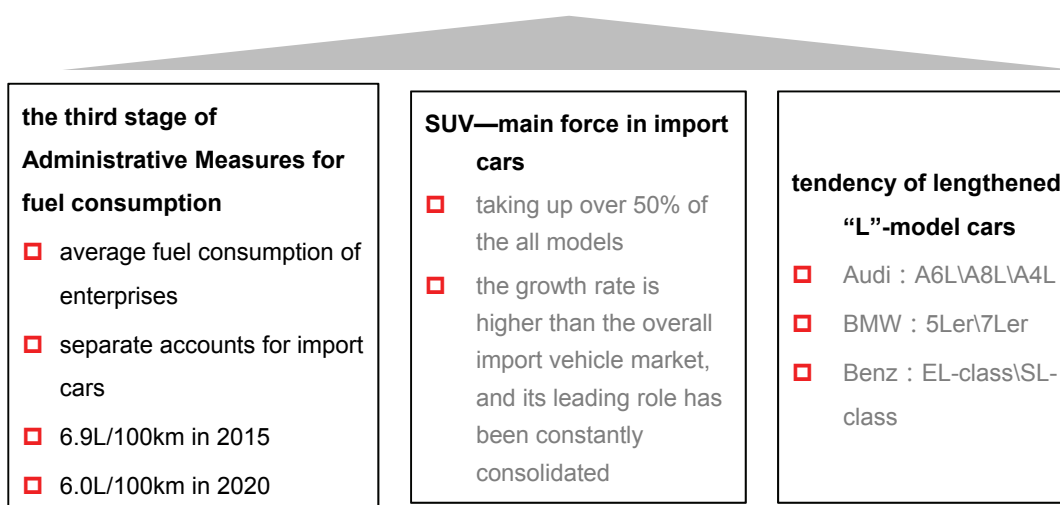 the third stage of
Administrative Measures for
fuel consumption
average fuel consumption of
enterprises
separate accounts for import
cars
6.9L/100km in 2015
6.0L/100km in 2020
SUV—main force in import
cars
taking up over 50% of
the all models
the growth rate is
higher than the overall
import vehicle market,
and its leading role has
been constantly
consolidated
tendency of lengthened
“L”-model cars
Audi：A6L\A8L\A4L
BMW：5Ler\7Ler
Benz：EL-class\SL-
class